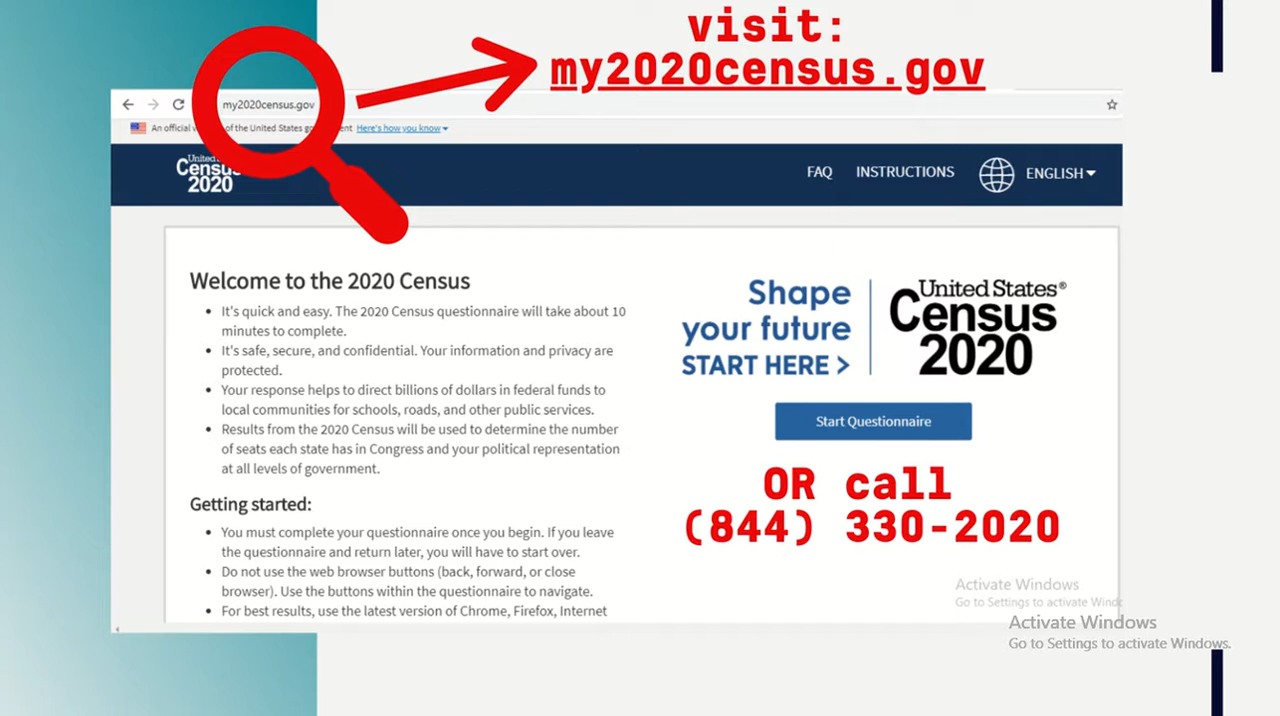 visit:
my2020census.gov
my2020census.gov
An official
of the United States
Here's how you know
United
Census
2020
FAQ
INSTRUCTIONS
ENGLISH
Welcome to the 2020 Census
• It's quick and easy. The 2020 Census questionnaire will take about 10
minutes to complete.
• It's safe, secure, and confidential. Your information and privacy are
protected.
• Your response helps to direct billions of dollars in federal funds to
local communities for schools, roads, and other public services.
• Results from the 2020 Census will be used to determine the number
of seats each state has in Congress and your political representation
at all levels of government.
Getting started:
• You must complete your questionnaire once you begin. If you leave
the questionnaire and return later, you will have to start over.
• Do not use the web browser buttons (back, forward, or close
browser). Use the buttons within the questionnaire to navigate.
• For best results, use the latest version of Chrome, Firefox, Internet
Shape
your future
START HERE >
United States®
Census
2020
Start Questionnaire
OR call
(844) 330-2020
Activate Windows
Go to Settings to activate
Activate Windows
Go to Settings to activate Windows.